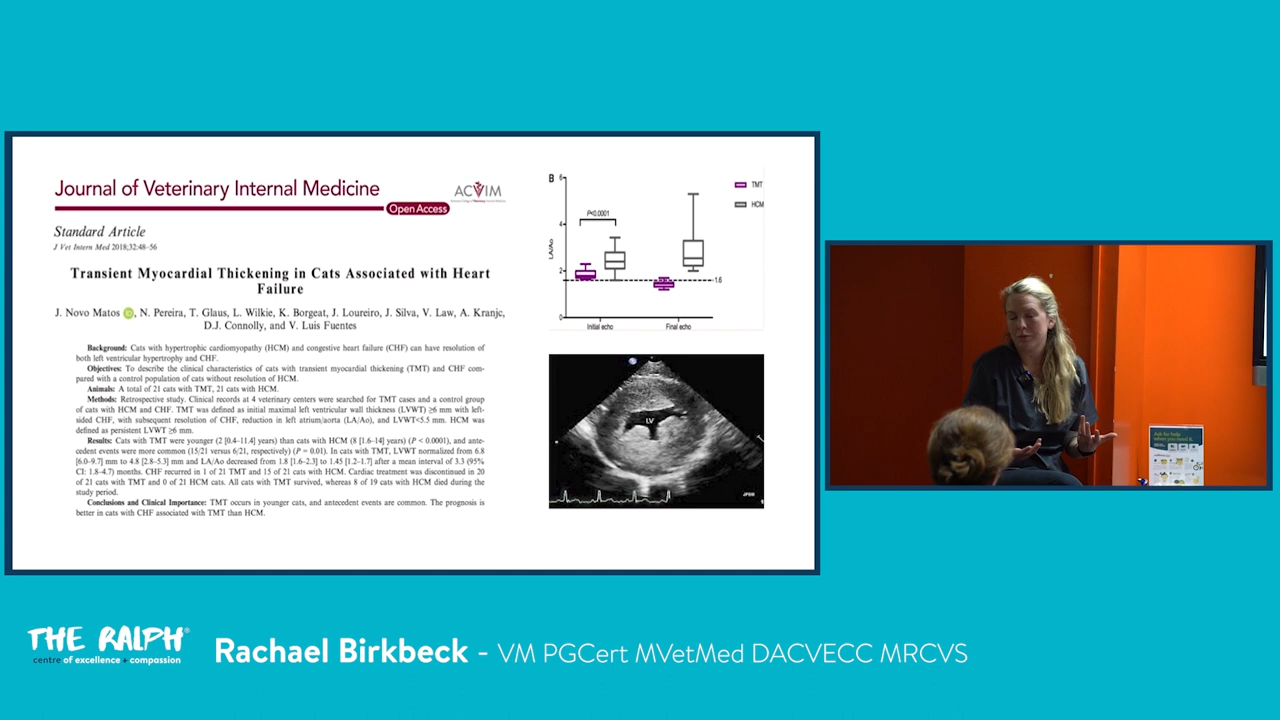 Journal of Veterinary Internal Medicine
ACVIM
Open Access
Standard Article
J Vet Intern Med 2018;32:48–56
Transient Myocardial Thickening in Cats Associated with Heart
Failure
J. Novo Matos iD, N. Pereira, T. Glaus, L. Wilkie, K. Borgeat, J. Loureiro, J. Silva, V. Law, A. Kranjc,
D.J. Connolly, and V. Luis Fuentes
Background: Cats with hypertrophic cardiomyopathy (HCM) and congestive heart failure (CHF) can have resolution of
both left ventricular hypertrophy and CHF.
Objectives: To describe the clinical characteristics of cats with transient myocardial thickening (TMT) and CHF com-
pared with a control population of cats without resolution of HCM.
Animals: A total of 21 cats with TMT, 21 cats with HCM.
Methods: Retrospective study. Clinical records at 4 veterinary centers were searched for TMT cases and a control group
of cats with HCM and CHF. TMT was defined as initial maximal left ventricular wall thickness (LVWT) ≥6 mm with left-
sided CHF, with subsequent resolution of CHF, reduction in left atrium/aorta (LA/Ao), and LVWT<5.5 mm. HCM was
defined as persistent LVWT ≥6 mm.
Results: Cats with TMT were younger (2 [0.4–11.4] years) than cats with HCM (8 [1.6–14] years) (P < 0.0001), and ante-
cedent events were more common (15/21 versus 6/21, respectively) (P = 0.01). In cats with TMT, LVWT normalized from 6.8
[6.0–9.7] mm to 4.8 [2.8–5.3] mm and LA/Ao decreased from 1.8 [1.6–2.3] to 1.45 [1.2–1.7] after a mean interval of 3.3 (95%
CI: 1.8–4.7) months. CHF recurred in 1 of 21 TMT and 15 of 21 cats with HCM. Cardiac treatment was discontinued in 20
of 21 cats with TMT and 0 of 21 HCM cats. All cats with TMT survived, whereas 8 of 19 cats with HCM died during the
study period.
Conclusions and Clinical Importance: TMT occurs in younger cats, and antecedent events are common. The prognosis is
better in cats with CHF associated with TMT than HCM.
B
6
4
2
0
LA/Ao
P<0.0001
TMT
HCM
1.6
Initial echo
Final echo
LV
Ask for help
when you need it.
THE RALPH®
centre of excellence + compassion
Rachael Birkbeck - VM PGCert MVetMed DACVECC MRCVS